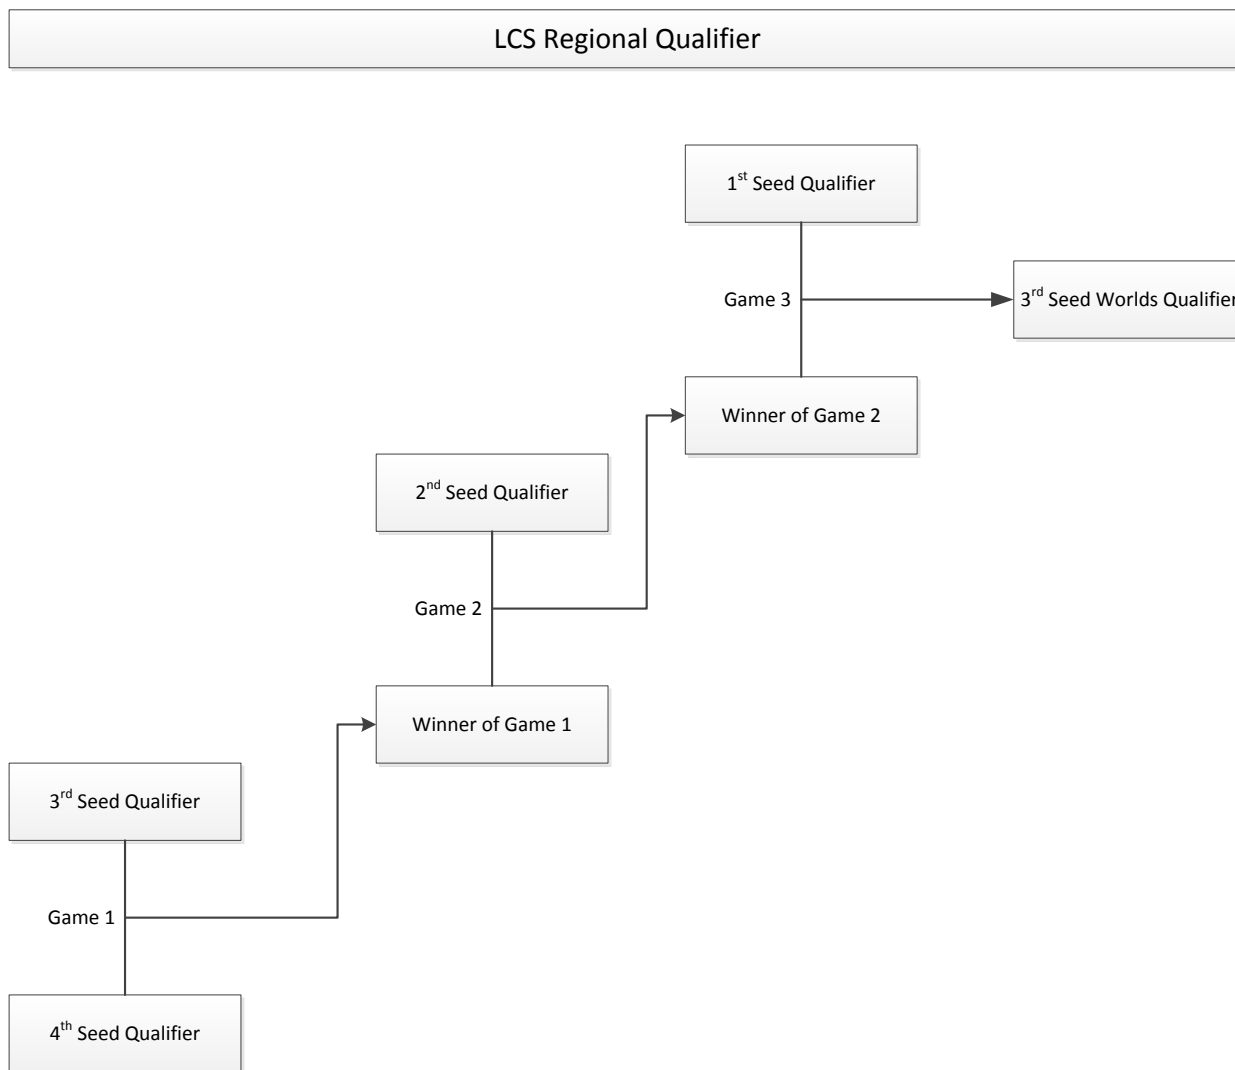 LCS Regional Qualifier
1st Seed Qualifier
Game 3
3rd Seed Worlds Qualifier
Winner of Game 2
2nd Seed Qualifier
Game 2
Winner of Game 1
3rd Seed Qualifier
Game 1
4th Seed Qualifier